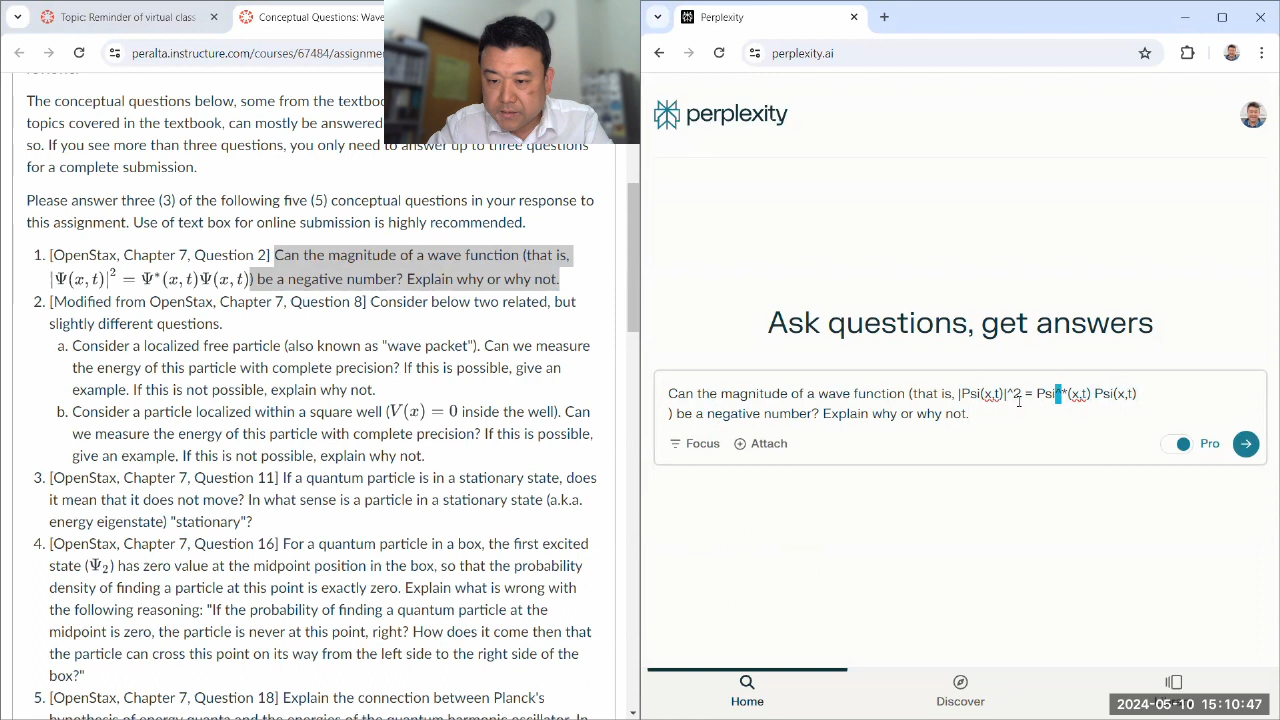 Topic: Reminder of virtual class
Conceptual Questions: Wave
peralta.instructure.com/courses/67484/assignme
The conceptual questions below, some from the textbo
topics covered in the textbook, can mostly be answered
so. If you see more than three questions, you only need to answer up to three questions
for a complete submission.
Please answer three (3) of the following five (5) conceptual questions in your response to
this assignment. Use of text box for online submission is highly recommended.
1. [OpenStax, Chapter 7, Question 2] Can the magnitude of a wave function (that is,
|Ψ(x, t)|² = Ψ*(x, t)Ψ(x, t)) be a negative number? Explain why or why not.
2. [Modified from OpenStax, Chapter 7, Question 8] Consider below two related, but
slightly different questions.
a. Consider a localized free particle (also known as "wave packet"). Can we measure
the energy of this particle with complete precision? If this is possible, give an
example. If this is not possible, explain why not.
b. Consider a particle localized within a square well (V(x) = 0 inside the well). Can
we measure the energy of this particle with complete precision? If this is possible,
give an example. If this is not possible, explain why not.
3. [OpenStax, Chapter 7, Question 11] If a quantum particle is in a stationary state, does
it mean that it does not move? In what sense is a particle in a stationary state (a.k.a.
energy eigenstate) "stationary"?
4. [OpenStax, Chapter 7, Question 16] For a quantum particle in a box, the first excited
state (Ψ₂) has zero value at the midpoint position in the box, so that the probability
density of finding a particle at this point is exactly zero. Explain what is wrong with
the following reasoning: "If the probability of finding a quantum particle at the
midpoint is zero, the particle is never at this point, right? How does it come then that
the particle can cross this point on its way from the left side to the right side of the
box?"
5. [OpenStax, Chapter 7, Question 18] Explain the connection between Planck's
Perplexity
perplexity.ai
perplexity
Ask questions, get answers
Can the magnitude of a wave function (that is, |Psi(x,t)|^2 = Psi^*(x,t) Psi(x,t)
) be a negative number? Explain why or why not.
Focus
Attach
Pro
Home
Discover
2024-05-10 15:10:47